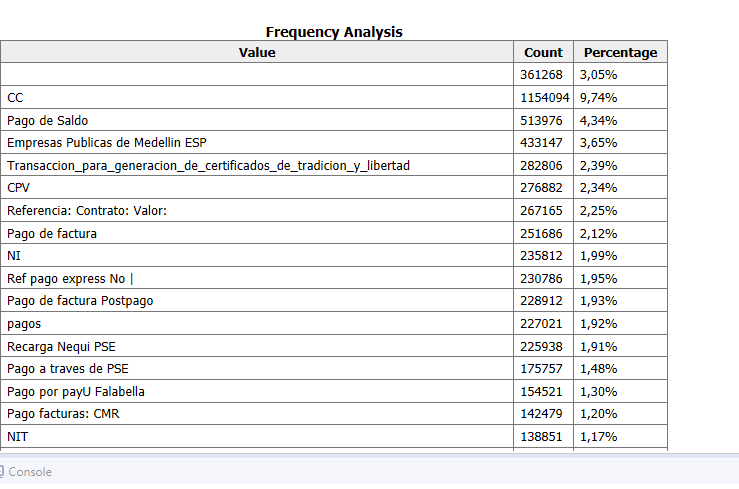 Frequency Analysis
Value Count Percentage
361268 3,05%
CC 1154094 9,74%
Pago de Saldo 513976 4,34%
Empresas Publicas de Medellin ESP 433147 3,65%
Transaccion_para_generacion_de_certificados_de_tradicion_y_libertad 282806 2,39%
CPV 276882 2,34%
Referencia: Contrato: Valor: 267165 2,25%
Pago de factura 251686 2,12%
NI 235812 1,99%
Ref pago express No | 230786 1,95%
Pago de factura Postpago 228912 1,93%
pagos 227021 1,92%
Recarga Nequi PSE 225938 1,91%
Pago a traves de PSE 175757 1,48%
Pago por payU Falabella 154521 1,30%
Pago facturas: CMR 142479 1,20%
NIT 138851 1,17%
Console